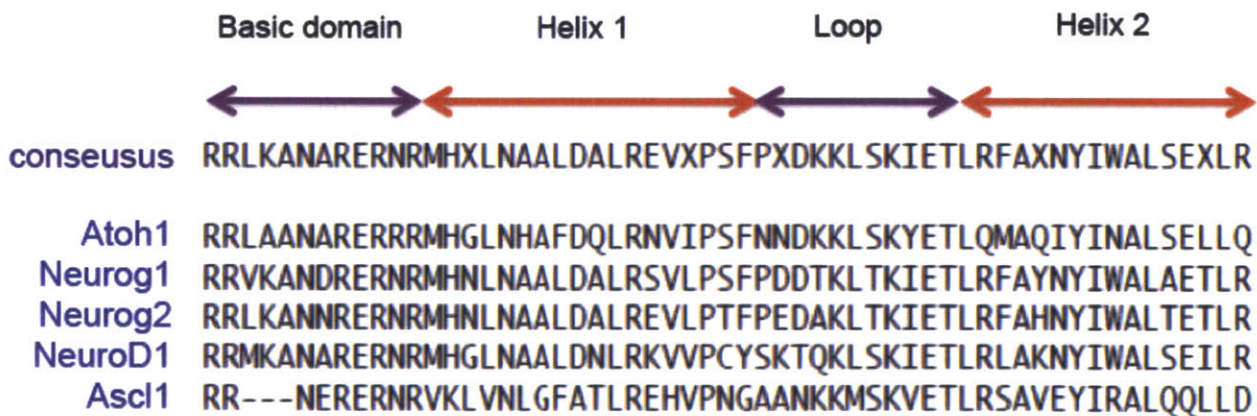 Basic domain Helix 1 Loop Helix 2
conseusus RRLKANARERNRMHXLNAALDALREVXPSFPXDKKLSKIETLRFAXNYIWALSEXLR
Atoh1 RRLAANARERRRMHGLNHAFDQLRNVIPSFNNDKKLSKYETLQMAQIYINALSELLQ
Neurog1 RRVKANDRERNRMHNLNAALDALRSVLPSFPDDTKLTKIETLRFAYNYIWALAETLR
Neurog2 RRLKANNRERNRMHNLNAALDALREVLPTFPEDAKLTKIETLRFAHNYIWALTETLR
NeuroD1 RRMKANARERNRMHGLNAALDNLRKVVPCYSKTQKLSKIETLRLAKNYIWALSEILR
Ascl1 RR---NERERNRVKLVNLGFATLREHVPNGAANKKMSKVETLRSAVEYIRALQQLLD